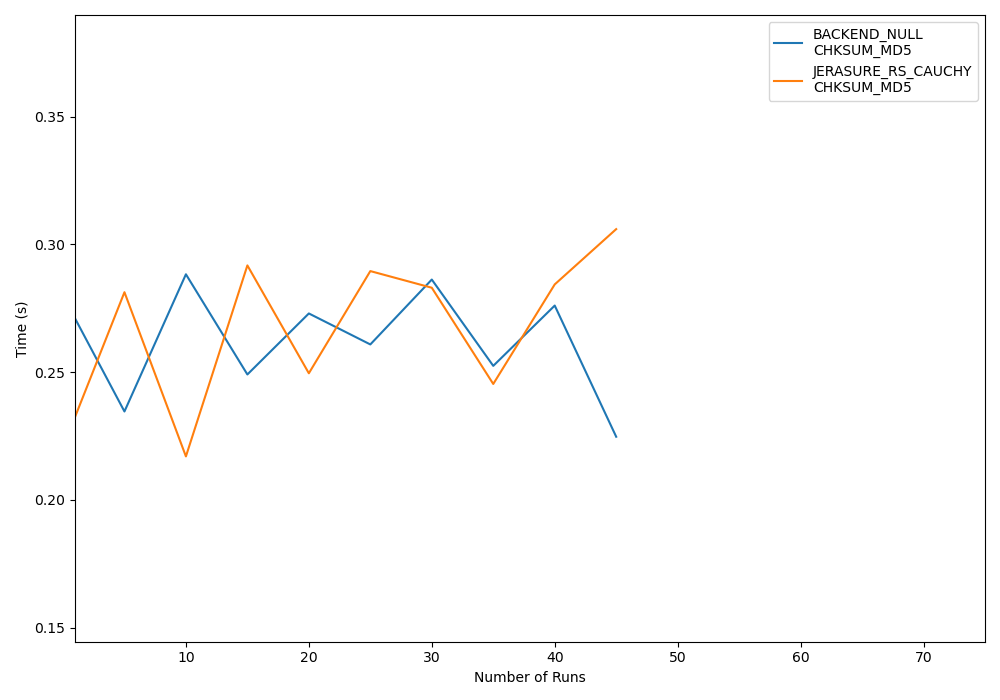 BACKEND_NULL
CHKSUM_MD5
JERASURE_RS_CAUCHY
CHKSUM_MD5
0.35
0.30
0.25
0.20
0.15
Time (s)
10 20 30 40 50 60 70
Number of Runs